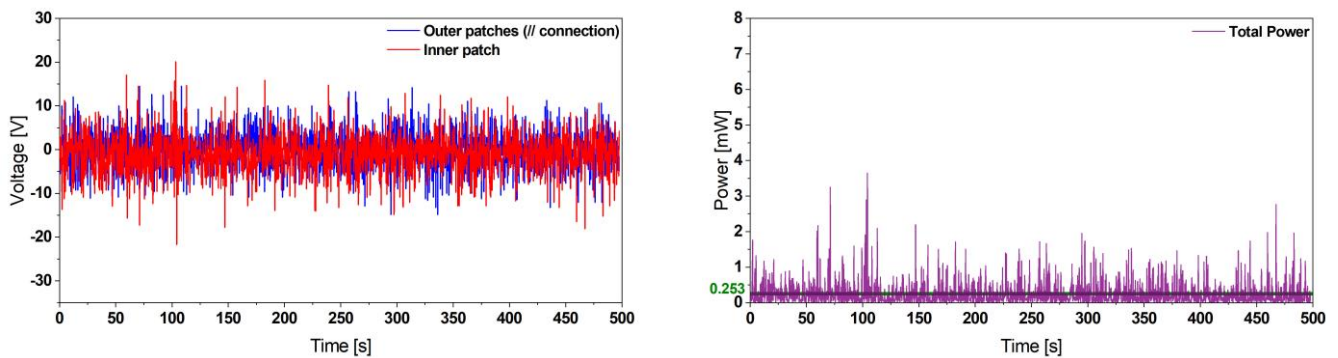 Voltage [V]
30
20
10
0
-10
-20
-30
Outer patches (// connection)
Inner patch
0 50 100 150 200 250 300 350 400 450 500
Time [s]
Power [mW]
8
7
6
5
4
3
2
1
0.253
0
Total Power
0 50 100 150 200 250 300 350 400 450 500
Time [s]